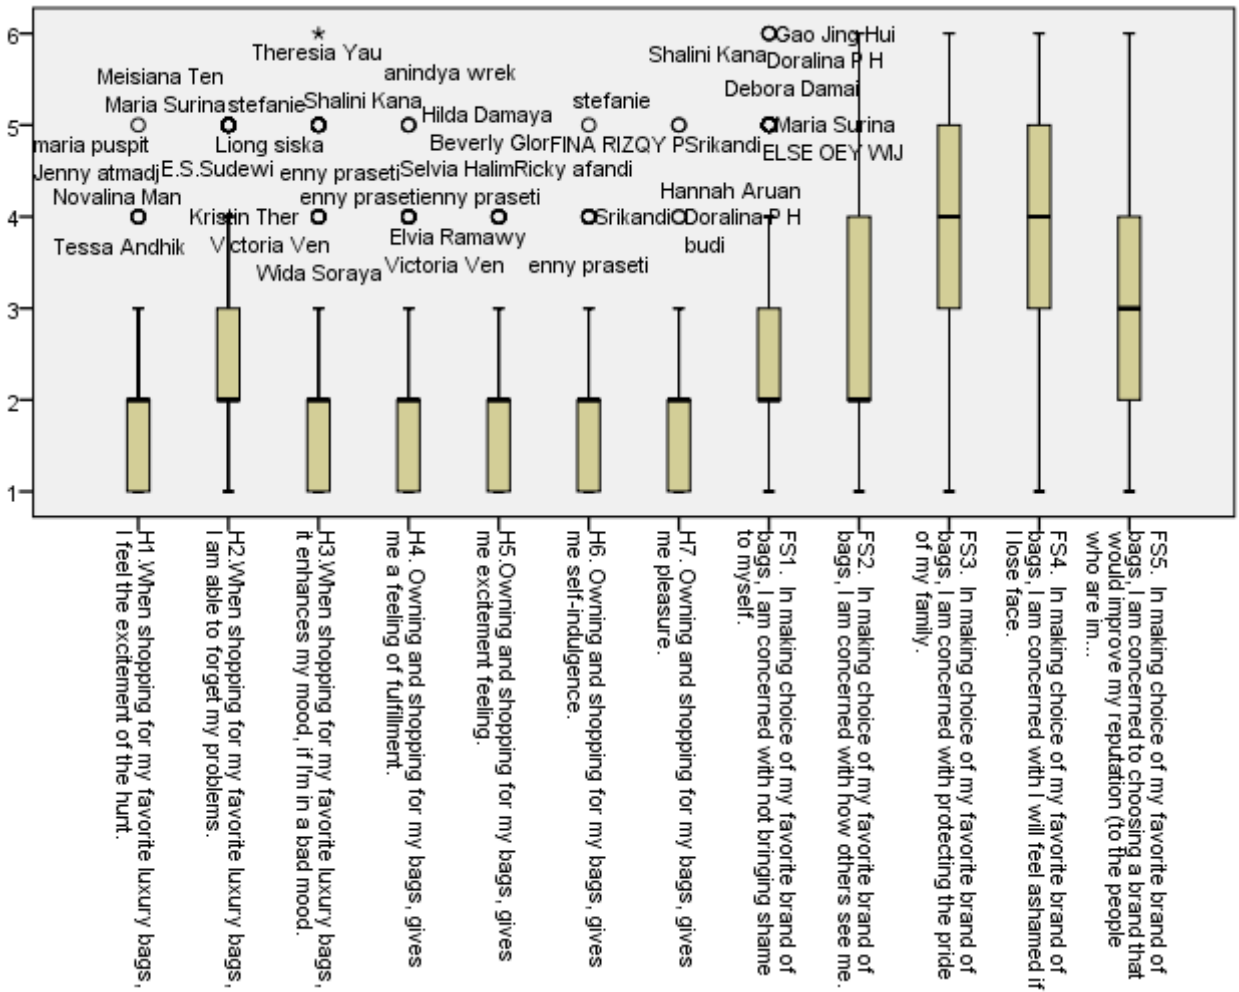 6
Theresia Yau
Gao Jing Hui
Shalini Kana
Doralina P H
Meisiana Ten
anindya wrek
Debora Damai
Maria Surina
stefanie
Shalini Kana
Hilda Damaya
stefanie
5
Maria Surina
maria puspit
Liong siska
Beverly Glor
FINA RIZQY P
Srikandi
ELSE OEY WIJ
Jenny atmadj
E.S.Sudewi
enny praseti
Selvia Halim
Ricky afandi
Novalina Man
enny praseti
enny praseti
Hannah Aruan
4
Kristin Ther
Srikandi
Doralina P H
Tessa Andhik
Victoria Ven
Elvia Ramawy
budi
Wida Soraya
Victoria Ven
enny praseti
3
2
1
H1.When shopping for my favorite luxury bags,
I feel the excitement of the hunt.
H2.When shopping for my favorite luxury bags,
I am able to forget my problems.
H3.When shopping for my favorite luxury bags,
it enhances my mood, if I'm in a bad mood.
H4. Owning and shopping for my bags, gives
me a feeling of fulfillment.
H5.Owning and shopping for my bags, gives
me excitement feeling.
H6. Owning and shopping for my bags, gives
me self-indulgence.
H7. Owning and shopping for my bags, gives
me pleasure.
FS1. In making choice of my favorite brand of
bags, I am concerned with not bringing shame
to myself.
FS2. In making choice of my favorite brand of
bags, I am concerned with how others see me.
FS3. In making choice of my favorite brand of
bags, I am concerned with protecting the pride
of my family.
FS4. In making choice of my favorite brand of
bags, I am concerned with I will feel ashamed if
I lose face.
FS5. In making choice of my favorite brand of
bags, I am concerned to choosing a brand that
would improve my reputation (to the people
who are im...